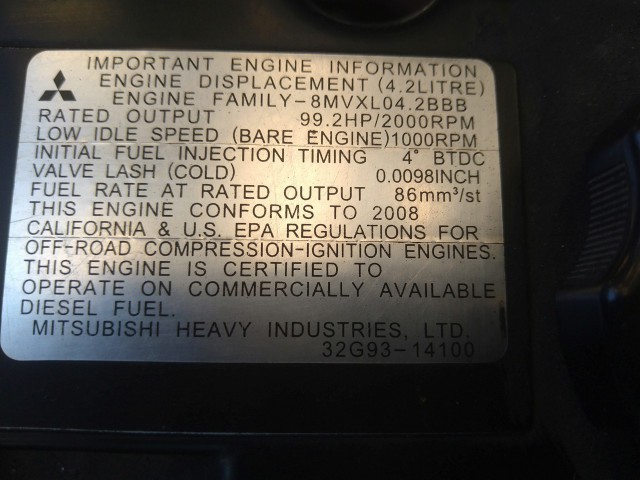 IMPORTANT ENGINE INFORMATION
ENGINE DISPLACEMENT (4.2LITRE)
ENGINE FAMILY-8MVXL04.2BBB
RATED OUTPUT 99.2HP/2000RPM
LOW IDLE SPEED (BARE ENGINE)1000RPM
INITIAL FUEL INJECTION TIMING 4° BTDC
VALVE LASH (COLD) 0.0098INCH
FUEL RATE AT RATED OUTPUT 86mm³/st
THIS ENGINE CONFORMS TO 2008
CALIFORNIA & U.S. EPA REGULATIONS FOR
OFF-ROAD COMPRESSION-IGNITION ENGINES.
THIS ENGINE IS CERTIFIED TO
OPERATE ON COMMERCIALLY AVAILABLE
DIESEL FUEL.
MITSUBISHI HEAVY INDUSTRIES, LTD.
32G93-14100